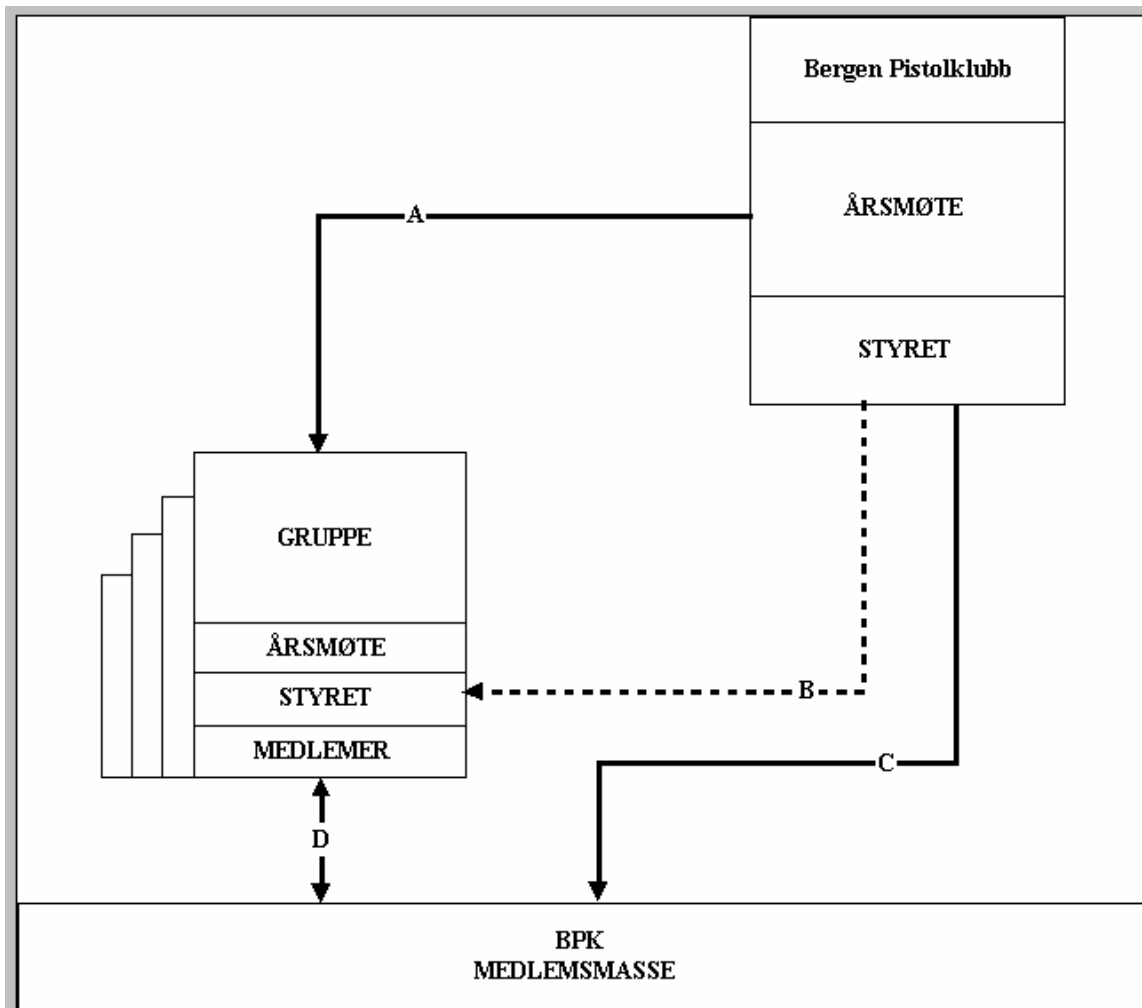 Bergen Pistolklubb
ÅRSMØTE
A
STYRET
GRUPPE
ÅRSMØTE
STYRET
B
MEDLEMER
C
D
BPK
MEDLEMSMASSE